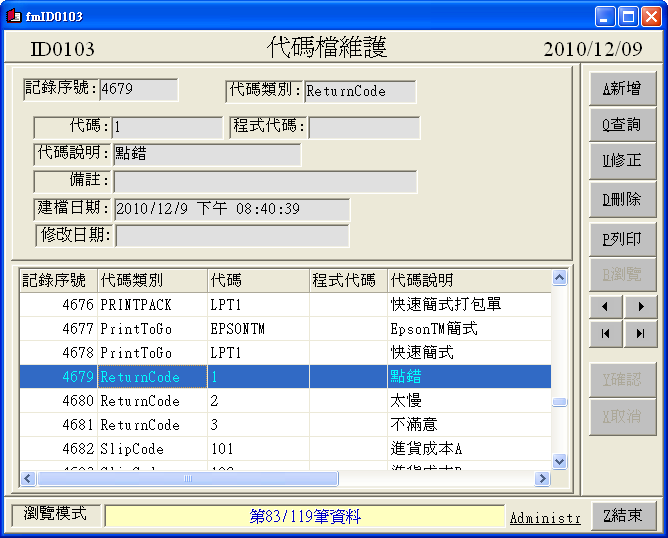 fmID0103
ID0103 代碼檔維護 2010/12/09
記錄序號: 4679 代碼類別: ReturnCode
代碼: 1 程式代碼:
代碼說明: 點錯
備註:
建檔日期: 2010/12/9 下午 08:40:39
修改日期:
記錄序號 代碼類別 代碼 程式代碼 代碼說明
4676 PRINTPACK LPT1 快速簡式打包單
4677 PrintToGo EPSONTM EpsonTM簡式
4678 PrintToGo LPT1 快速簡式
4679 ReturnCode 1 點錯
4680 ReturnCode 2 太慢
4681 ReturnCode 3 不滿意
4682 SlipCode 101 進貨成本A
A新增
Q查詢
U修正
D刪除
P列印
B瀏覽
Y確認
X取消
瀏覽模式 第83/119筆資料 Administr Z結束